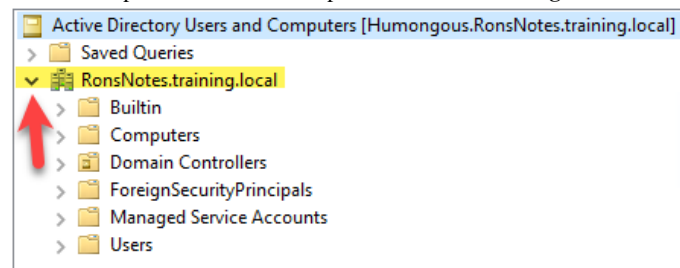 Active Directory Users and Computers [Humongous.RonsNotes.training.local]
Saved Queries
RonsNotes.training.local
Builtin
Computers
Domain Controllers
ForeignSecurityPrincipals
Managed Service Accounts
Users